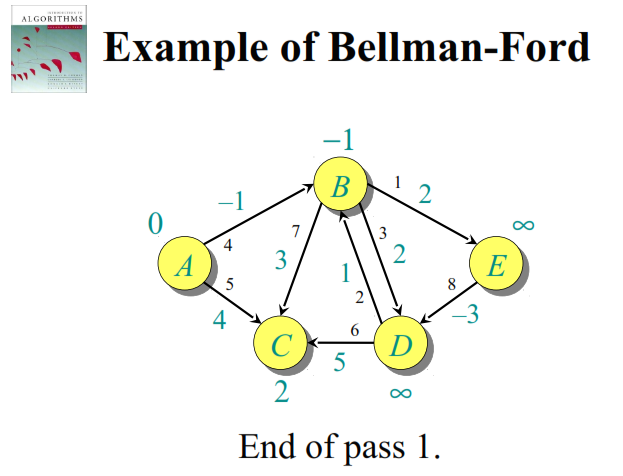 INTRODUCTION TO
ALGORITHMS
Example of Bellman-Ford
–1
B
–1
1
2
0
4
7
3
∞
A
3
2
E
5
1
8
2
4
–3
6
C
D
5
2
∞
End of pass 1.